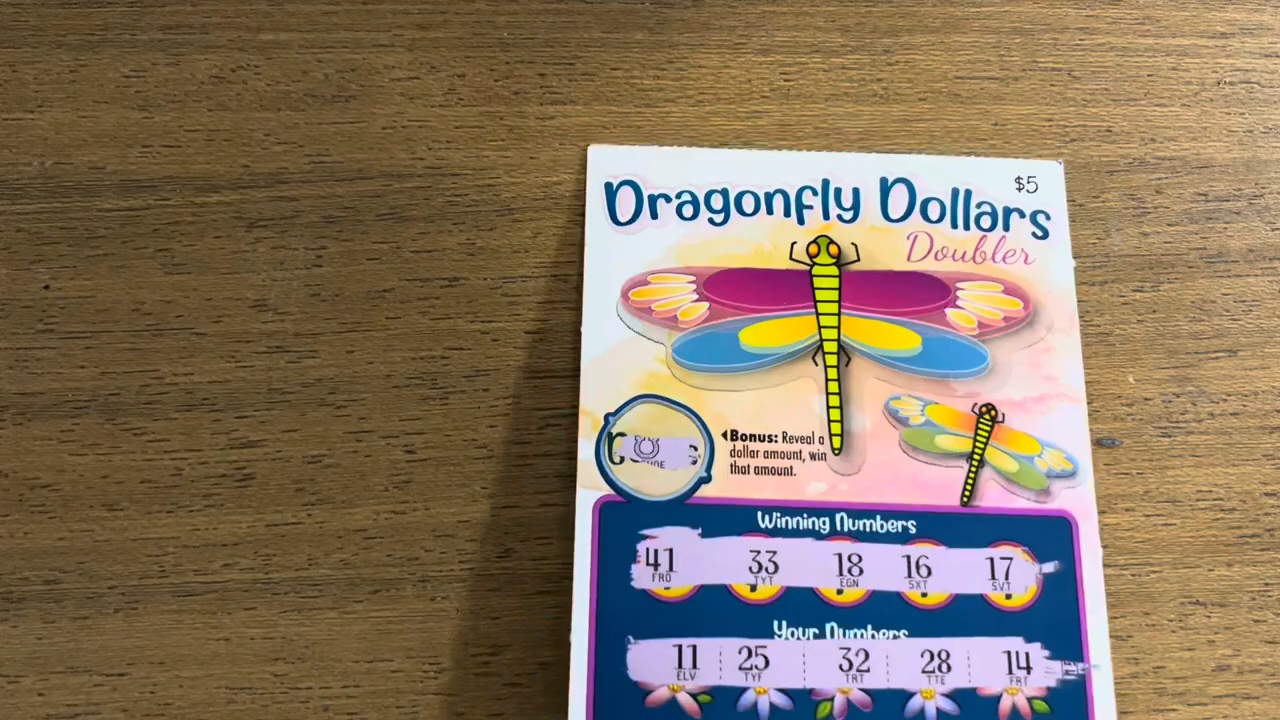 $5
Dragonfly Dollars
Doubler
Bonus: Reveal a
dollar amount, win
that amount.
Winning Numbers
41 33 18 16 17
FRO TYT EGN SXT SVT
Your Numbers
11 25 32 28 14
ELV TYF TRT TTE FRT